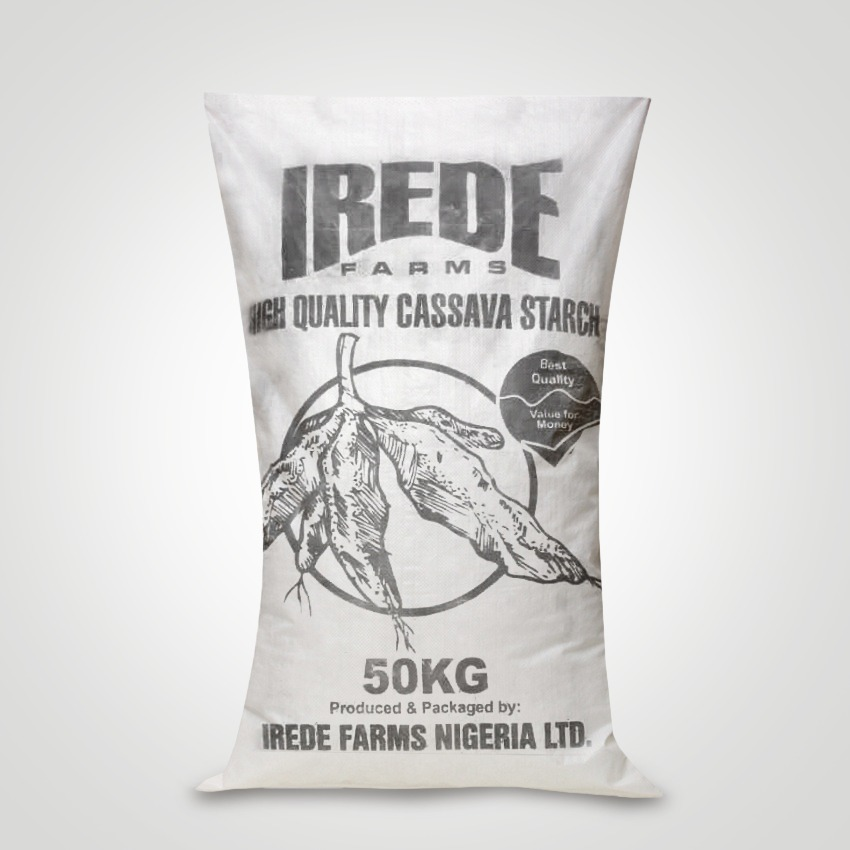 IREDE
FARMS
HIGH QUALITY CASSAVA STARCH
Best
Quality
Value for
Money
50KG
Produced & Packaged by:
IREDE FARMS NIGERIA LTD.